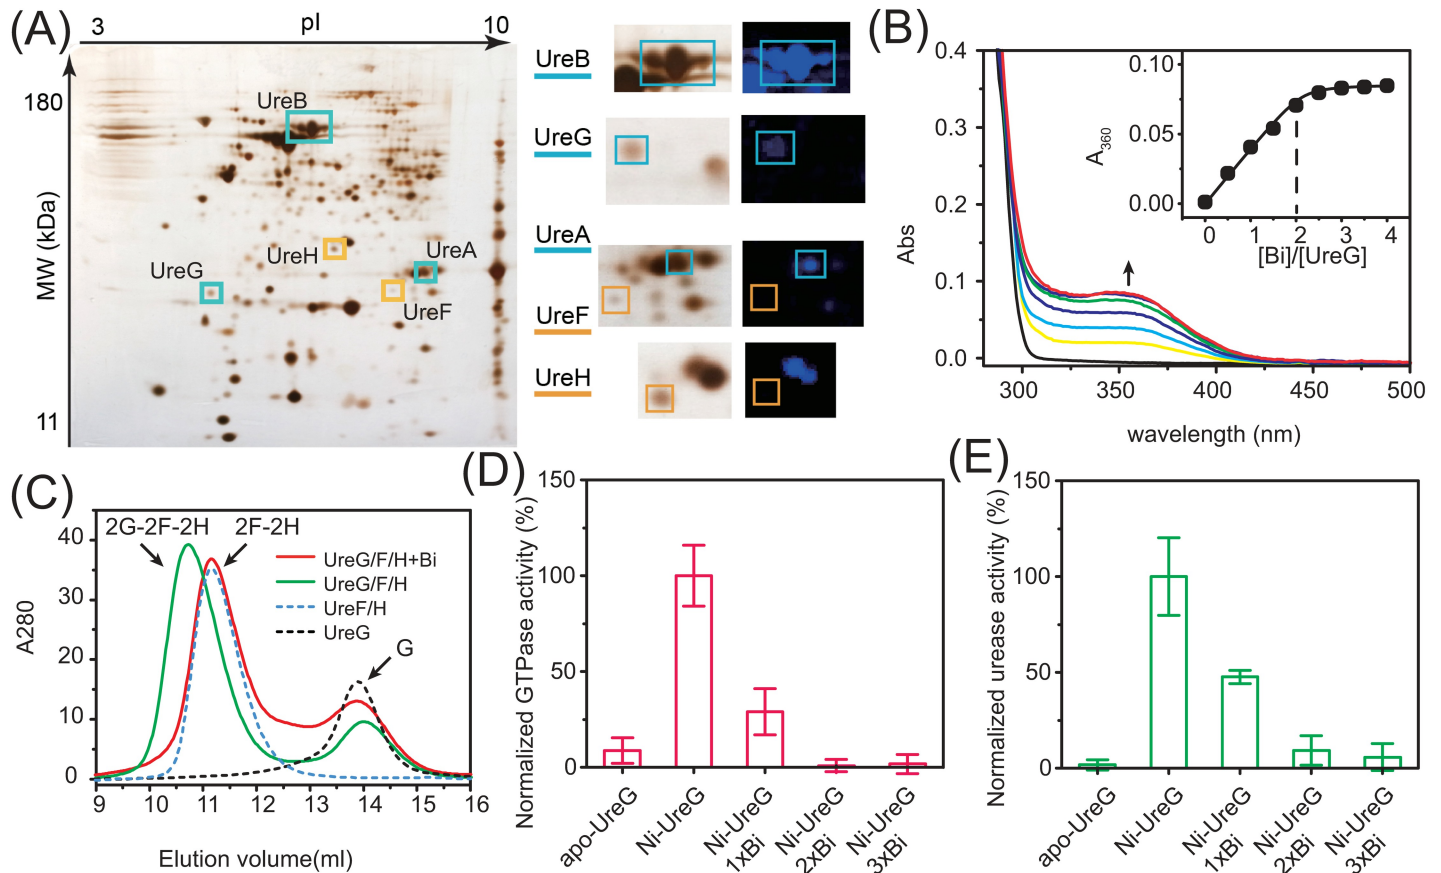 (A)
3 pI 10
180
MW (kDa)
11
UreB
UreH
UreA
UreG
UreF
UreB
UreG
UreA
UreF
UreH
(B)
0.4
0.3
0.2
0.1
0.0
Abs
300 350 400 450 500
wavelength (nm)
0.10
0.05
0.00
A360
0 1 2 3 4
[Bi]/[UreG]
(C)
2G-2F-2H 2F-2H
UreG/F/H+Bi
UreG/F/H
UreF/H
UreG
G
40
30
20
10
0
A280
9 10 11 12 13 14 15 16
Elution volume(ml)
(D)
150
100
50
0
Normalized GTPase activity (%)
apo-UreG
Ni-UreG
Ni-UreG
1xBi
Ni-UreG
2xBi
Ni-UreG
3xBi
(E)
150
100
50
0
Normalized urease activity (%)
apo-UreG
Ni-UreG
Ni-UreG
1xBi
Ni-UreG
2xBi
Ni-UreG
3xBi